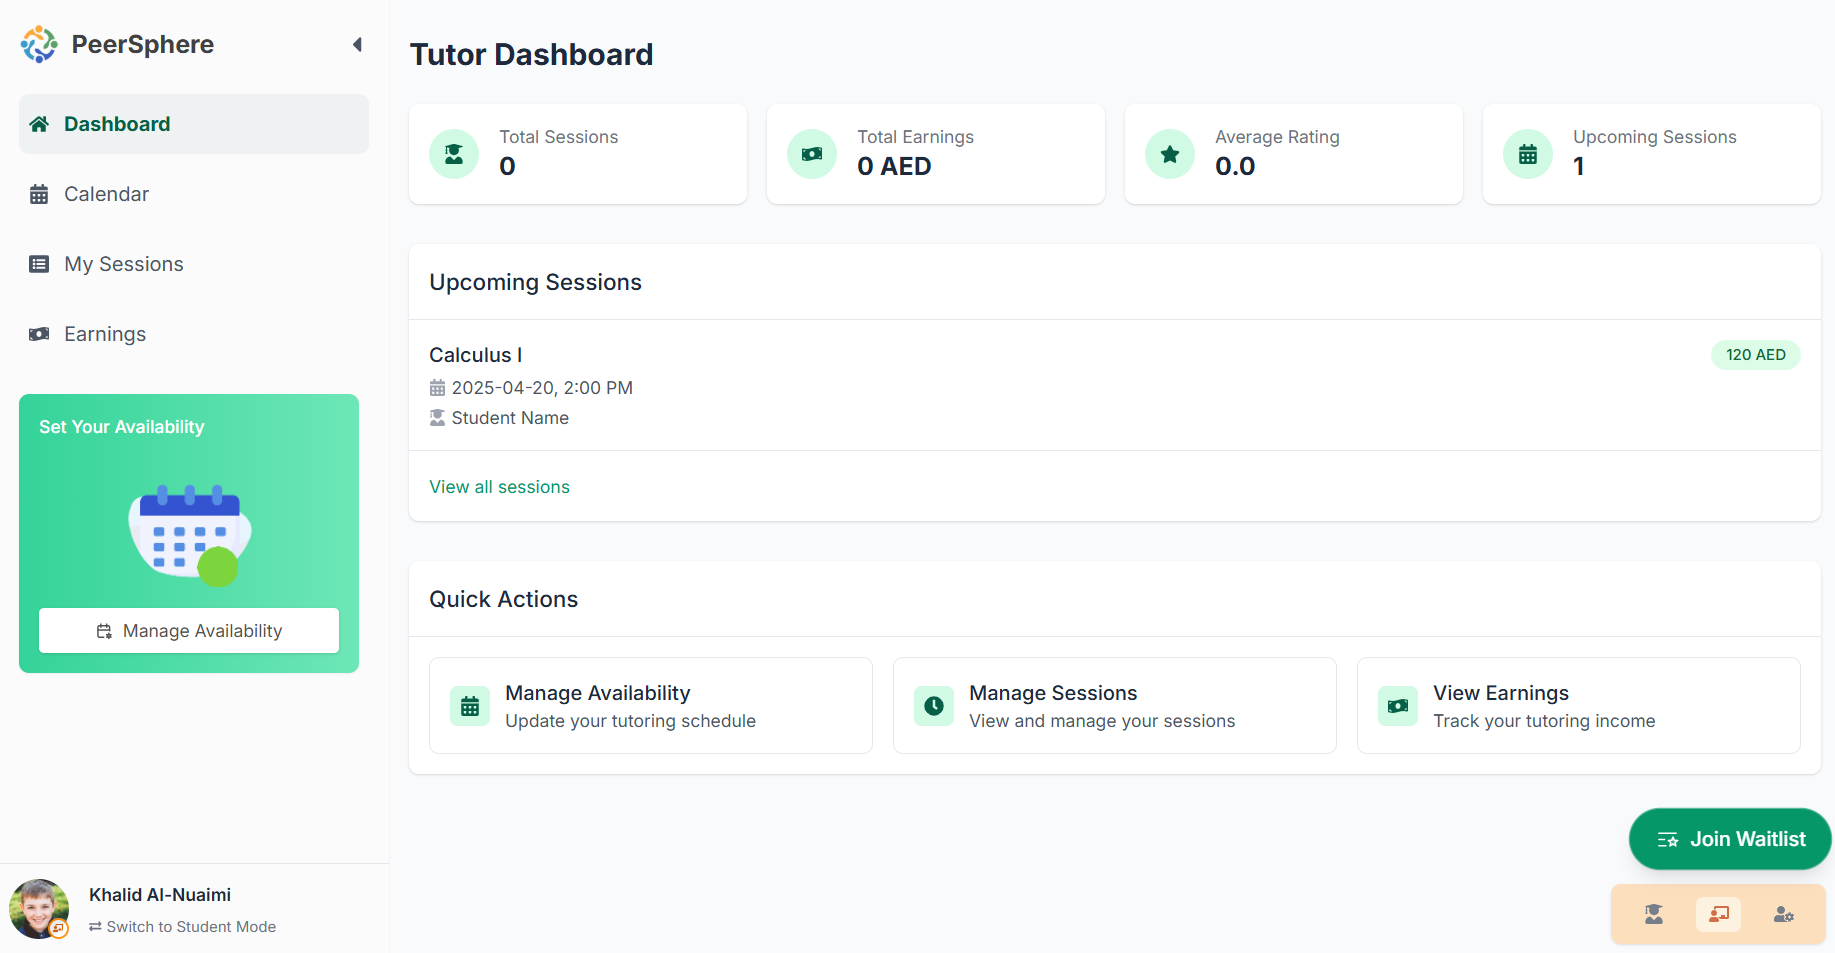 PeerSphere
Dashboard
Calendar
My Sessions
Earnings
Set Your Availability
Manage Availability
Khalid Al-Nuaimi
Switch to Student Mode
Tutor Dashboard
Total Sessions
0
Total Earnings
0 AED
Average Rating
0.0
Upcoming Sessions
1
Upcoming Sessions
Calculus I
120 AED
2025-04-20, 2:00 PM
Student Name
View all sessions
Quick Actions
Manage Availability
Update your tutoring schedule
Manage Sessions
View and manage your sessions
View Earnings
Track your tutoring income
Join Waitlist